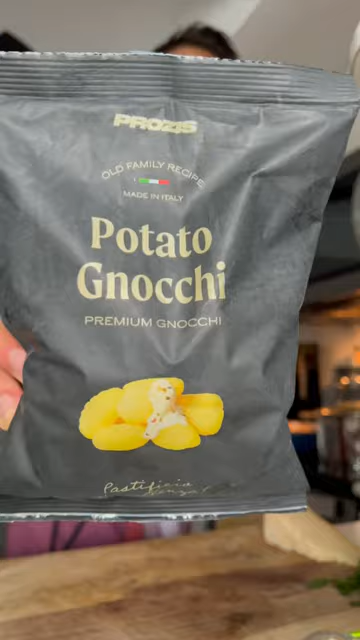 PROZIS
OLD FAMILY RECIPE
MADE IN ITALY
Potato
Gnocchi
PREMIUM GNOCCHI
Pastificio